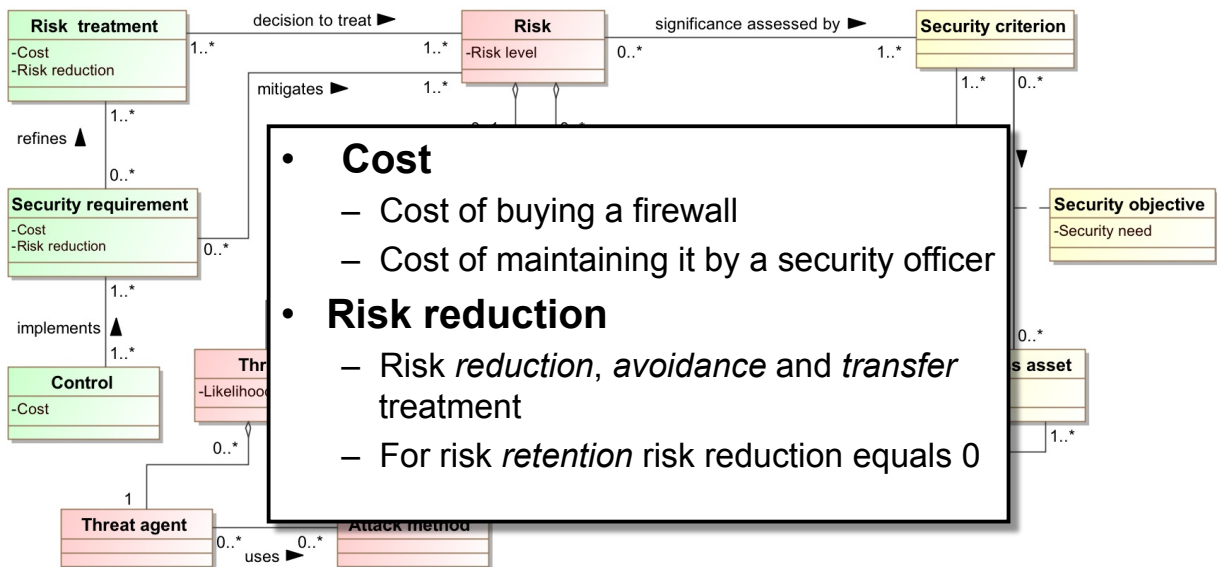 Risk treatment
-Cost
-Risk reduction
decision to treat ►
1..*
1..*
Risk
-Risk level
significance assessed by ►
0..*
1..*
Security criterion
mitigates ►
1..*
1..*
0..*
1..*
refines ▲
0..*
Security requirement
-Cost
-Risk reduction
0..*
• Cost
– Cost of buying a firewall
– Cost of maintaining it by a security officer
• Risk reduction
– Risk reduction, avoidance and transfer
treatment
– For risk retention risk reduction equals 0
Security objective
-Security need
1..*
implements ▲
1..*
Control
-Cost
Thr
-Likelihoo
0..*
0..*
s asset
1..*
1
Threat agent
0..*
uses ►
0..*
Attack method